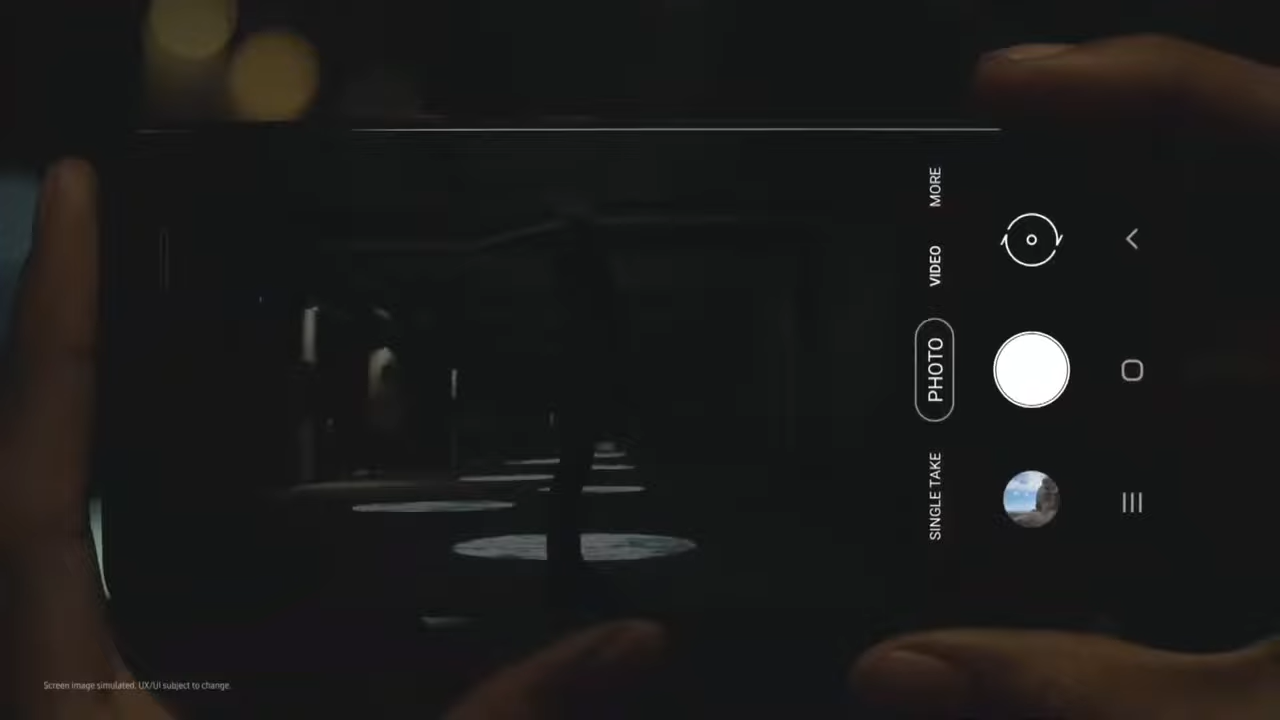 MORE
VIDEO
PHOTO
SINGLE TAKE
Screen image simulated. UX/UI subject to change.